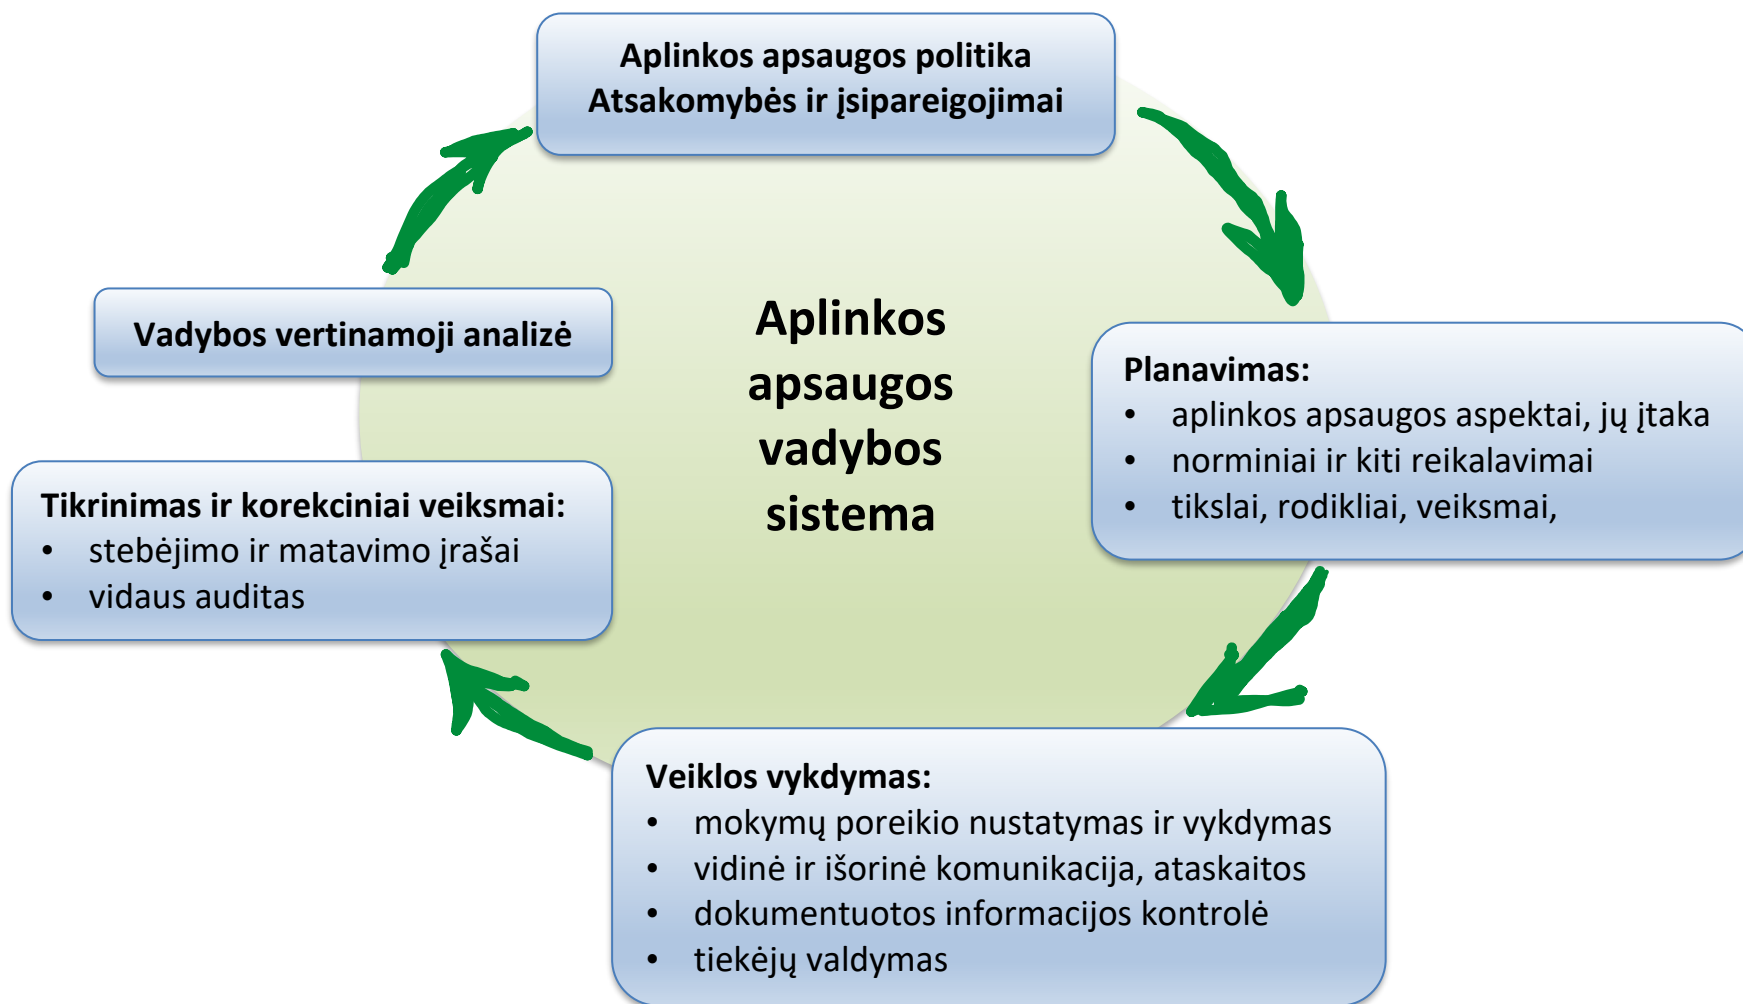 Aplinkos apsaugos politika
Atsakomybės ir įsipareigojimai
Vadybos vertinamoji analizė
Aplinkos
apsaugos
vadybos
sistema
Planavimas:
• aplinkos apsaugos aspektai, jų įtaka
• norminiai ir kiti reikalavimai
• tikslai, rodikliai, veiksmai,
Tikrinimas ir korekciniai veiksmai:
• stebėjimo ir matavimo įrašai
• vidaus auditas
Veiklos vykdymas:
• mokymų poreikio nustatymas ir vykdymas
• vidinė ir išorinė komunikacija, ataskaitos
• dokumentuotos informacijos kontrolė
• tiekėjų valdymas